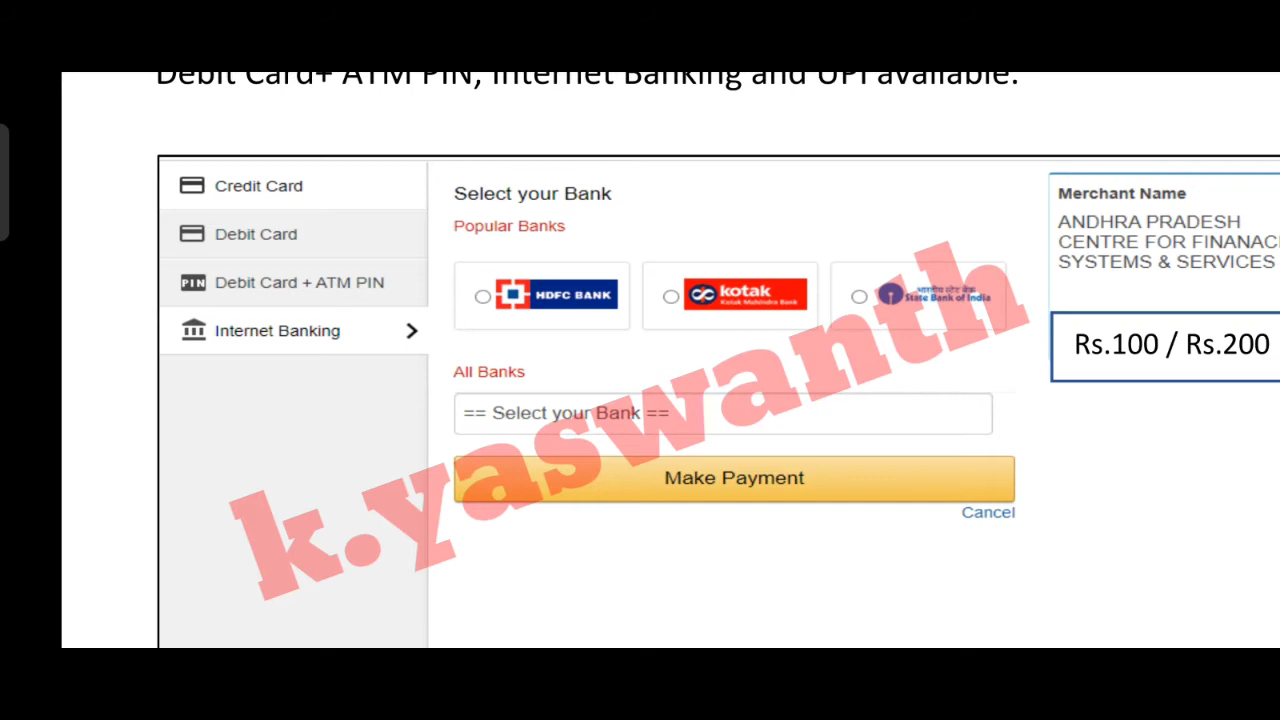 Debit Card+ ATM PIN, Internet Banking and UPI available.
Credit Card
Debit Card
PIN Debit Card + ATM PIN
Internet Banking
Select your Bank
Popular Banks
HDFC BANK
kotak
Kotak Mahindra Bank
भारतीय स्टेट बैंक
State Bank of India
All Banks
== Select your Bank ==
Make Payment
Cancel
Merchant Name
ANDHRA PRADESH
CENTRE FOR FINANAC
SYSTEMS & SERVICES
Rs.100 / Rs.200
k.yaswanth